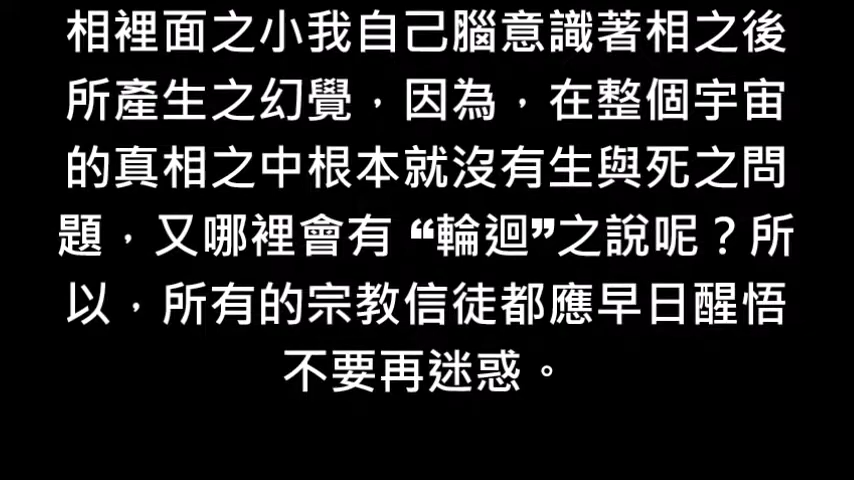 相裡面之小我自己腦意識著相之後
所產生之幻覺，因為，在整個宇宙
的真相之中根本就沒有生與死之問
題，又哪裡會有 “輪迴”之說呢？所
以，所有的宗教信徒都應早日醒悟
不要再迷惑。